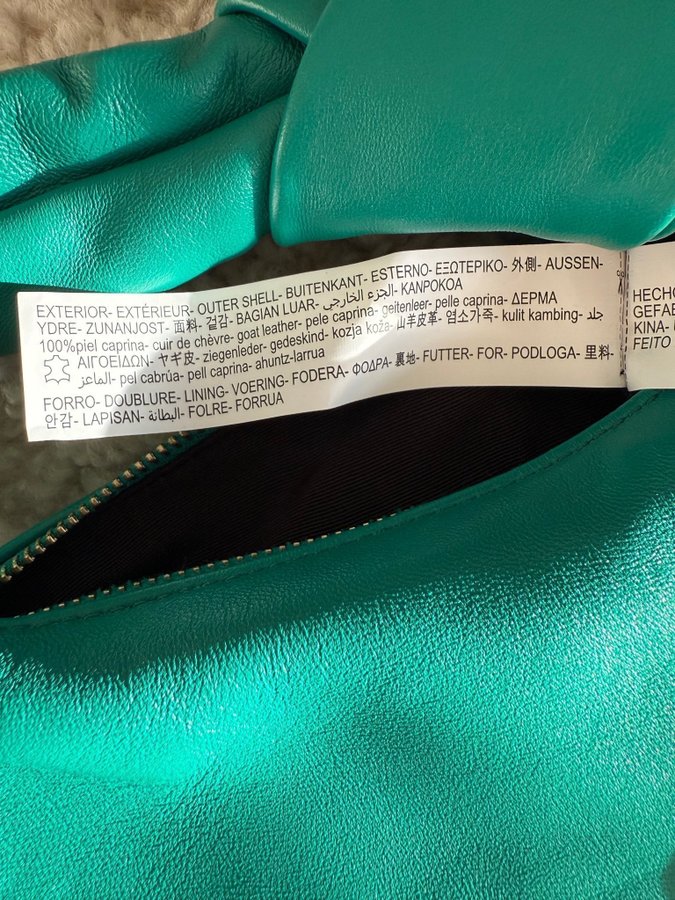 EXTERIOR- EXTÉRIEUR- OUTER SHELL- BUITENKANT- ESTERNO- ΕΞΩΤΕΡΙΚΟ- 外側- AUSSEN-
YDRE- ZUNANJOST- 面料- 겉감- BAGIAN LUAR- الجزء الخارجي- KANPOKOA
100%piel caprina- cuir de chèvre- goat leather- pele caprina- geitenleer- pelle caprina- ΔΕΡΜΑ
ΑΙΓΟΕΙΔΩΝ- ヤギ皮- ziegenleder- gedeskind- kozja koža- 山羊皮革- 염소가죽- kulit kambing- جلد
الماعز- pel cabrúa- pell caprina- ahuntz-larrua
FORRO- DOUBLURE- LINING- VOERING- FODERA- ΦΟΔΡΑ- 裏地- FUTTER- FOR- PODLOGA- 里料-
안감- LAPISAN- البطانة- FOLRE- FORRUA
HECHO
GEFAB
KINA- U
FEITO